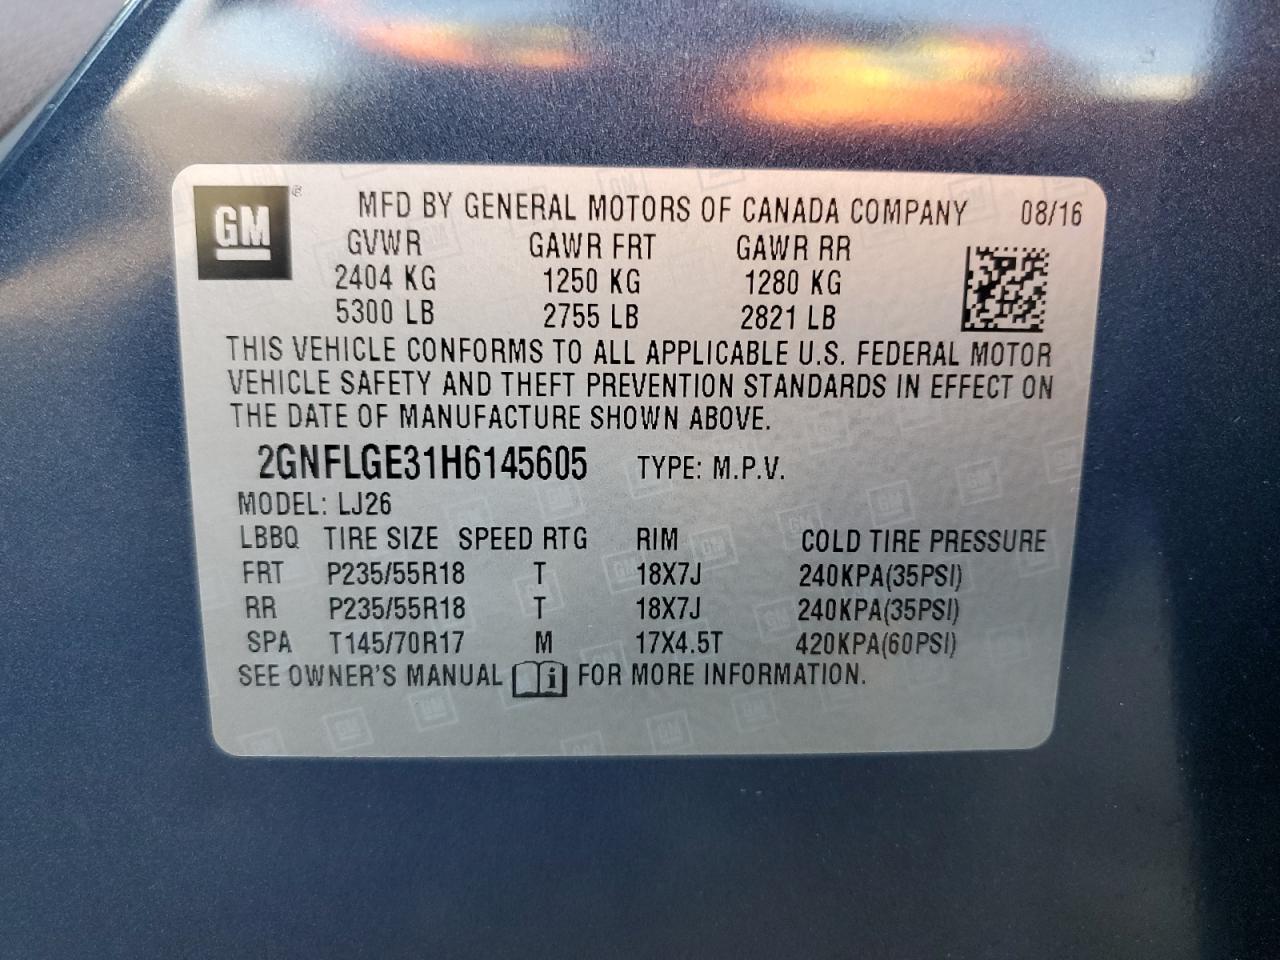 GM ® MFD BY GENERAL MOTORS OF CANADA COMPANY 08/16
GVWR GAWR FRT GAWR RR
2404 KG 1250 KG 1280 KG
5300 LB 2755 LB 2821 LB
THIS VEHICLE CONFORMS TO ALL APPLICABLE U.S. FEDERAL MOTOR
VEHICLE SAFETY AND THEFT PREVENTION STANDARDS IN EFFECT ON
THE DATE OF MANUFACTURE SHOWN ABOVE.
2GNFLGE31H6145605 TYPE: M.P.V.
MODEL: LJ26
LBBQ TIRE SIZE SPEED RTG RIM COLD TIRE PRESSURE
FRT P235/55R18 T 18X7J 240KPA(35PSI)
RR P235/55R18 T 18X7J 240KPA(35PSI)
SPA T145/70R17 M 17X4.5T 420KPA(60PSI)
SEE OWNER'S MANUAL i FOR MORE INFORMATION.